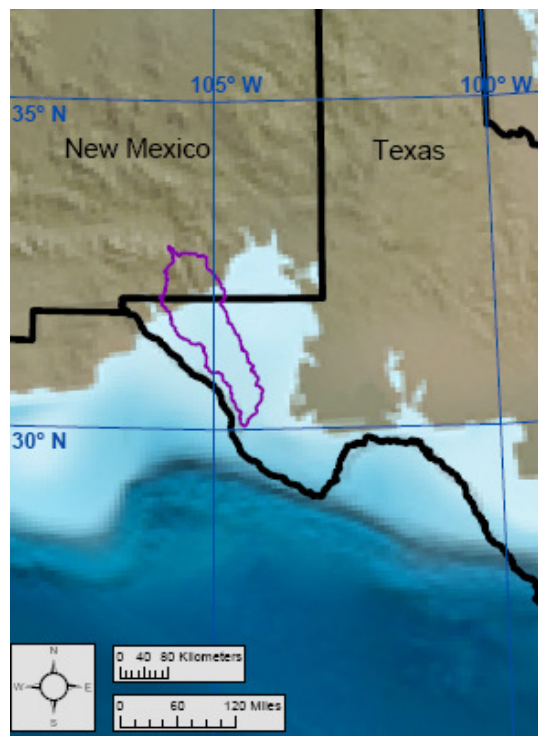 105° W
100° W
35° N
New Mexico
Texas
30° N
N
W
E
S
0 40 80 Kilometers
0 60 120 Miles